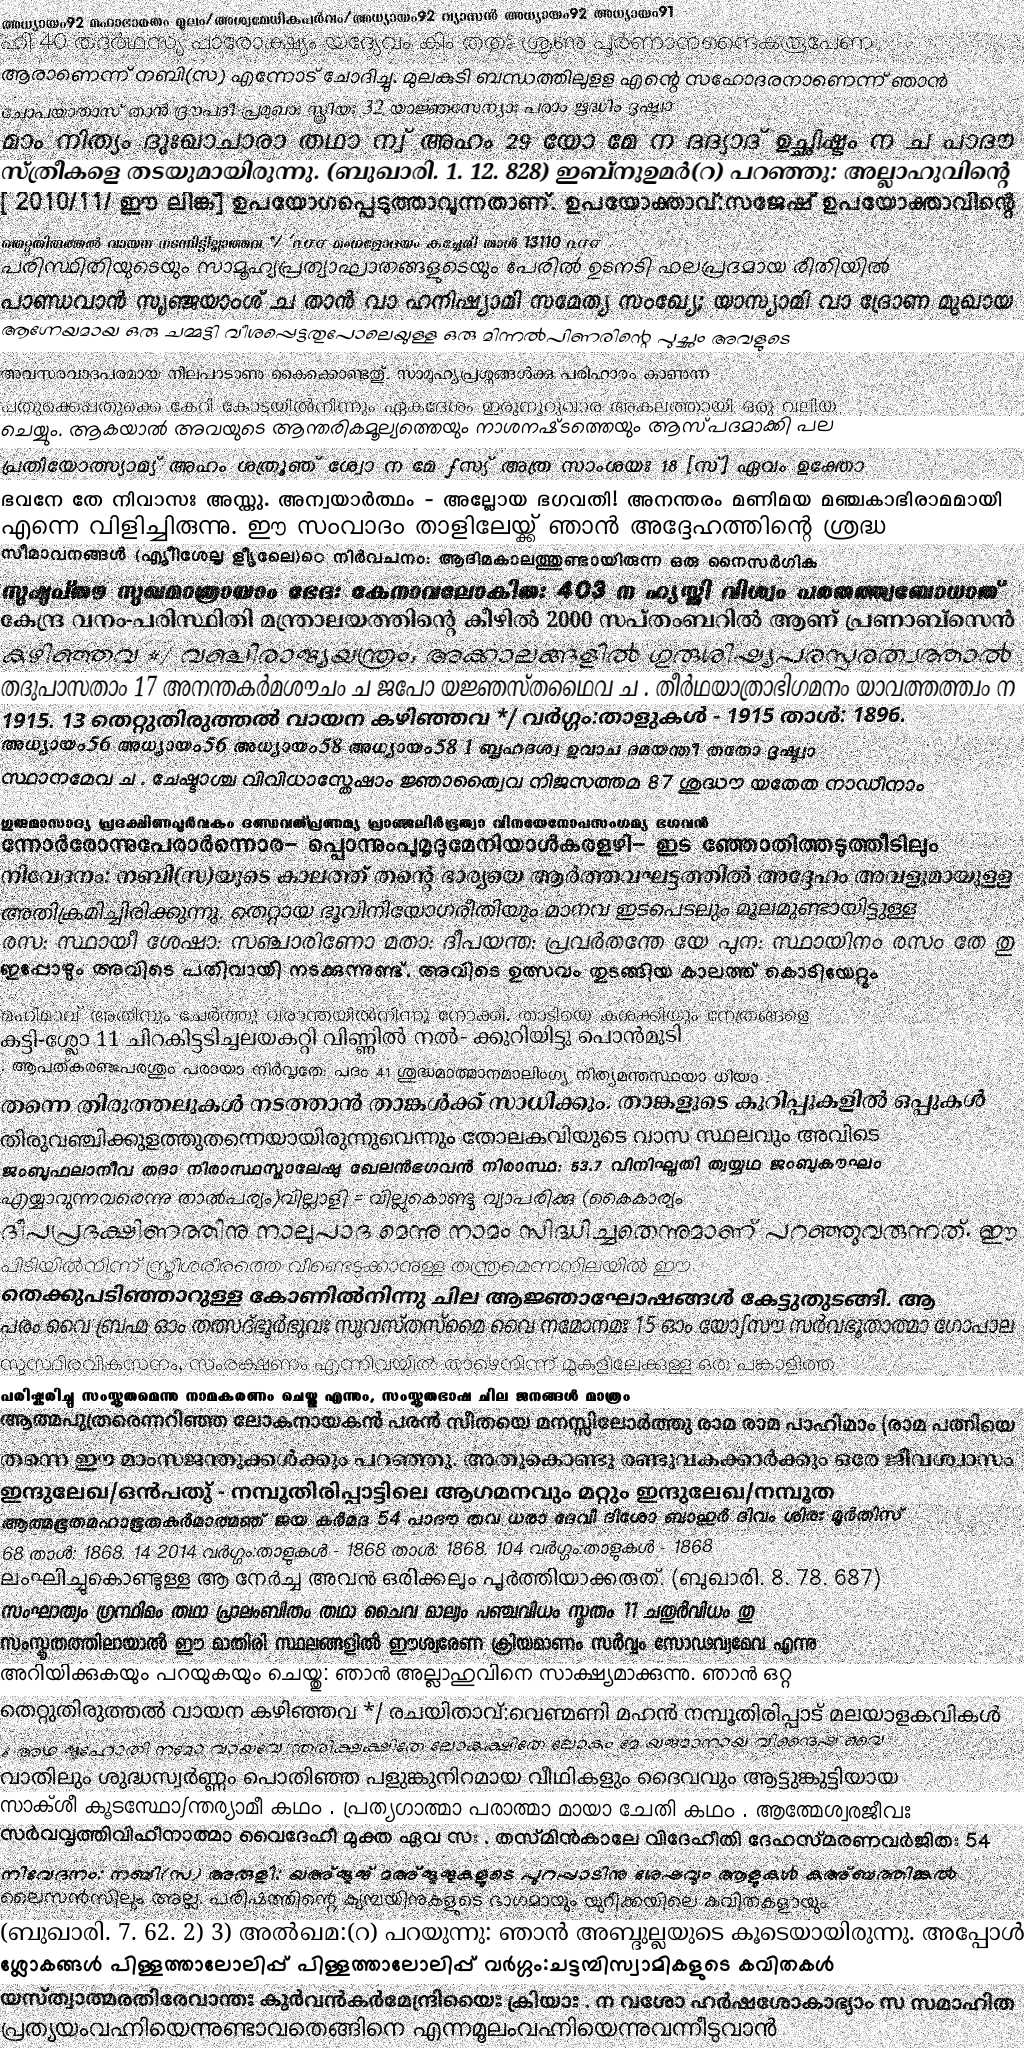 അധ്യായം92 മഹാഭാരതം മൂലം/അശ്വമേധികപർവം/അധ്യായം92 വ്യാസൻ അധ്യായം92 അധ്യായം91
ഹി 40 തദർഥസ്യ പാരോക്ഷ്യം യദ്യേവം കിം തതഃ ശ്രുണു പൂർണാനന്ദൈകരൂപേണ
ആരാണെന്ന് നബി(സ) എന്നോട് ചോദിച്ചു. മുലകുടി ബന്ധത്തിലുളള എന്റെ സഹോദരനാണെന്ന് ഞാൻ
ചോപയാതാസ് താൻ ദ്രൗപദീ പ്രമുഖാഃ സ്ത്രിയഃ 32 യാജ്ഞസേന്യാഃ പരാം ഋദ്ധിം ദൃഷ്ട്വാ
മാം നിത്യം ദുഃഖാചാരാ തഥാ ന്വ് അഹം 29 യോ മേ ന ദദ്യാദ് ഉച്ഛിഷ്ടം ന ച പാദൗ
സ്ത്രീകളെ തടയുമായിരുന്നു. (ബുഖാരി. 1. 12. 828) ഇബ്നുഉമർ(റ) പറഞ്ഞു: അല്ലാഹുവിന്റെ
[ 2010/11/ ഈ ലിങ്ക്] ഉപയോഗപ്പെടുത്താവുന്നതാണ്. ഉപയോക്താവ്:സജേഷ് ഉപയോക്താവിന്റെ
തെറ്റുതിരുത്തൽ വായന നടന്നിട്ടില്ലാത്തവ */ ൻറൗൗ മംഗളോദയം കച്ചേരി താൻ 13110
പരിസ്ഥിതിയുടെയും സാമൂഹ്യപ്രത്യാഘാതങ്ങളുടെയും പേരിൽ ഉടനടി ഫലപ്രദമായ രീതിയിൽ
പാണ്ഡവാൻ സൃഞ്ജയാംശ് ച താൻ വാ ഹനിഷ്യാമി സമേത്യ സംഖ്യേ; യാസ്യാമി വാ ദ്രോണ മുഖായ
ആഗ്നേയമായ ഒരു ചമ്മട്ടി വീശപ്പെട്ടതുപോലെയുള്ള ഒരു മിന്നൽപിണരിന്റെ പുച്ഛം അവളുടെ
അവസരവാദപരമായ നിലപാടാണു കൈക്കൊണ്ടതു്. സാമൂഹ്യപ്രശ്നങ്ങൾക്കു പരിഹാരം കാണുന്ന
പതുക്കെപ്പതുക്കെ കേറി കോടയിൽനിന്നും ഏകദേശം ഇരുനൂറുവാര അകലത്തായി ഒരു വലിയ
ചെയ്യും. ആകയാൽ അവയുടെ ആന്തരികമൂല്യത്തെയും നാശനഷ്ടത്തെയും ആസ്പദമാക്കി പല
പ്രതിയോത്സ്യാമ്യ് അഹം ശത്രൂഞ് ശ്വോ ന മേ ƒസ്യ് അത്ര സാംശയഃ 18 [സ്] ഏവം ഉക്തോ
ഭവനേ തേ നിവാസഃ അസ്തു. അന്വയാർത്ഥം - അല്ലോയ ഭഗവതി! അനന്തരം മണിമയ മഞ്ചകാഭിരാമമായി
എന്നെ വിളിച്ചിരുന്നു. ഈ സംവാദം താളിലേയ്ക്ക് ഞാൻ അദ്ദേഹത്തിന്റെ ശ്രദ്ധ
നിർവചനം: ആദിമകാലത്തുണ്ടായിരുന്ന ഒരു നൈസർഗിക
സുഷുപ്തൗ സുഖമാത്രായാം ഭേദഃ കേനാവലോകിതഃ 403 ന ഹ്യസ്തി വിശ്വം പരതത്ത്വബോധാത്
കേന്ദ്ര വനം-പരിസ്ഥിതി മന്ത്രാലയത്തിന്റെ കീഴിൽ 2000 സപ്തംബറിൽ ആണ് പ്രണാബ്സെൻ
കഴിഞ്ഞവ */ വഞ്ചിരാജ്യയന്ത്രം, അക്കാലങ്ങളിൽ ഗുരുശിഷ്യപരമ്പരത്വത്താൽ
തദുപാസതാം 17 അനന്തകർമശൗചം ച ജപോ യജ്ഞസ്തഥൈവ ച . തീർഥയാത്രാഭിഗമനം യാവത്തത്ത്വം ന
1915. 13 തെറ്റുതിരുത്തൽ വായന കഴിഞ്ഞവ */ വർഗ്ഗം:താളുകൾ - 1915 താൾ: 1896.
അധ്യായം56 അധ്യായം56 അധ്യായം58 അധ്യായം58 1 ബൃഹദശ്വ ഉവാച ദമയന്തീ തതോ ദൃഷ്ട്വാ
സ്ഥാനമേവ ച . ചേഷ്ടാശ്ച വിവിധാസ്തേഷാം ജ്ഞാത്വൈവ നിജസത്തമ 87 ശുദ്ധൗ യതേത നാഡീനാം
ഗുരുമാസാദ്യ പ്രദക്ഷിണപൂർവകം ദണ്ഡവത്പ്രണമ്യ പ്രാഞ്ജലിർഭൂത്വാ വിനയേനോപസംഗമ്യ ഭഗവൻ
ന്നോർരോന്നുപേരാർന്നൊര– പ്പൊന്നുംപുമൂദുമേനിയാൾകരളേഴി– ഇട ഞ്ഞോതിത്തടുത്തീടിലും
നിവേദനം: നബി(സ)യുടെ കാലത്ത് തന്റെ ഭാര്യയെ ആർത്തവഘട്ടത്തിൽ അദ്ദേഹം അവളുമായുള്ള
അതിക്രമിച്ചിരിക്കുന്നു. തെറ്റായ ഭൂവിനിയോഗരീതിയും മാനവ ഇടപെടലും മൂലമുണ്ടായിട്ടുള്ള
രസ: സ്ഥായീ ശേഷാ: സഞ്ചാരിണോ മതാ: ദീപയന്ത: പ്രവർതന്തേ യേ പുന: സ്ഥായിനം രസം തേ തു
ഇപ്പോഴും അവിടെ പതിവായി നടക്കുന്നുണ്ട്. അവിടെ ഉത്സവം തുടങ്ങിയ കാലത്ത് കൊടിയേറ്റും
മഹിമാവ് അതിനും ചേർത്തു വരാന്തയിൽനിന്നു നോക്കി. താടിയെ കശക്കിയും നേത്രങ്ങളെ
കട്ടി-ശ്ലോ 11 ചിറകിട്ടടിച്ചലയകറ്റി വിണ്ണിൽ നൽ- ക്കുറിയിട്ടു പൊൻമുടി
. ആപത്കരഞ്ജപരശും പരായാ നിർവൃതേഃ പദം 41 ശുദ്ധമാത്മാനമാലിംഗ്യ നിത്യമന്തസ്ഥയാ ധിയാ .
തന്നെ തിരുത്തലുകൾ നടത്താൻ താങ്കൾക്ക് സാധിക്കും. താങ്കളുടെ കുറിപ്പുകളിൽ ഒപ്പുകൾ
തിരുവഞ്ചിക്കുളത്തുതന്നെയായിരുന്നുവെന്നും തോലകവിയുടെ വാസ സ്ഥലവും അവിടെ
ജംബൂഫലാനീവ തദാ നിരാസ്ഥസ്മാലേഷു ഖേലൻഭഗവൻ നിരാസ്ഥ: 53.7 വിനിഘ്നതി ത്വയ്യഥ ജംബുകൗഘം
എയ്യാവുന്നവരെന്നു താൽപര്യം)വില്ലാളി = വില്ലുകൊണ്ടു വ്യാപരിക്കു (കൈകാര്യം
ദീപപ്രദക്ഷിണത്തിനു നാലുപാദ മെന്നു നാമം സിദ്ധിച്ചതെന്നുമാണ് പറഞ്ഞുവരുന്നത്. ഈ
പിടിയിൽനിന്ന് സ്ത്രീശരീരത്തെ വീണ്ടെടുക്കാനുള്ള തന്ത്രമെന്നനിലയിൽ ഈ
തെക്കുപടിഞ്ഞാറുള്ള കോണിൽനിന്നു ചില ആജ്ഞാഘോഷങ്ങൾ കേട്ടുതുടങ്ങി. ആ
പരം വൈ ബ്രഹ്മ ഓം തത്സദ്ഭൂർഭുവഃ സുവസ്തസ്മൈ വൈ നമോനമഃ 15 ഓം യോഽസൗ സർവഭൂതാത്മാ ഗോപാല
സുസ്ഥിരവികസനം, സംരക്ഷണം എന്നിവയിൽ താഴെനിന്ന് മുകളിലേക്കുള്ള ഒരു പങ്കാളിത്ത
പരിഷ്കരിച്ച സംസ്കൃതമെന്നു നാമകരണം ചെയ്തു എന്നും, സംസ്കൃതഭാഷ ചില ജനങ്ങൾ മാത്രം
ആത്മപുത്രരെന്നറിഞ്ഞ ലോകനായകൻ പരൻ സീതയെ മനസ്സിലോർത്തു രാമ രാമ പാഹിമാം (രാമ പത്നിയെ
തന്നെ ഈ മാംസജന്തുക്കൾക്കും പറഞ്ഞു. അതുകൊണ്ടു രണ്ടുവകക്കാർക്കും ഒരേ ജീവശ്വാസം
ഇന്ദുലേഖ/ഒൻപതു് - നമ്പൂതിരിപ്പാട്ടിലെ ആഗമനവും മറ്റും ഇന്ദുലേഖ/നമ്പൂത
ആത്മഭൂതമഹാഭൂതകർമാത്മഞ് ജയ കർമദ 54 പാദൗ തവ ധരാ ദേവീ ദിശോ ബാഹുർ ദിവം ശിരഃ മൂർതിസ്
68 താൾ: 1868. 14 2014 വർഗ്ഗം:താളുകൾ - 1868 താൾ: 1868. 104 വർഗ്ഗം:താളുകൾ - 1868
ലംഘിച്ചുകൊണ്ടുള്ള ആ നേർച്ച അവൻ ഒരിക്കലും പൂർത്തിയാക്കരുത്. (ബുഖാരി. 8. 78. 687)
സംഘാത്യം ഗ്രന്ഥിമം തഥാ പ്രാലംബിതം തഥാ ചൈവ മാല്യം പഞ്ചവിധം സ്മൃതം 11 ചതുർവിധം തു
സംസ്കൃതത്തിലായാൽ ഈ മാതിരി സ്ഥലങ്ങളിൽ ഈശ്വരേണ ക്രിയമാണം സർവ്വം സോഢവ്യമേവ എന്നു
അറിയിക്കുകയും പറയുകയും ചെയ്തു: ഞാൻ അല്ലാഹുവിനെ സാക്ഷ്യമാക്കുന്നു. ഞാൻ ഒറ്റ
തെറ്റുതിരുത്തൽ വായന കഴിഞ്ഞവ */ രചയിതാവ്:വെണ്മണി മഹൻ നമ്പൂതിരിപ്പാട് മലയാളകവികൾ
നമോ വായവേ ന്തരിക്ഷക്ഷിതേ ലോകക്ഷിതേ ലോകം മേ യജമാനായ വിന്ദൈഷ വൈ
വാതിലും ശുദ്ധസ്വർണ്ണം പൊതിഞ്ഞ പളുങ്കുനിറമായ വീഥികളും ദൈവവും ആട്ടുങ്കുട്ടിയായ
സാക്ശീ കൂടസ്ഥോഽന്തര്യാമീ കഥം . പ്രത്യഗാത്മാ പരാത്മാ മായാ ചേതി കഥം . ആത്മേശ്വരജീവഃ
സർവവൃത്തിവിഹീനാത്മാ വൈദേഹീ മുക്ത ഏവ സഃ . തസ്മിൻകാലേ വിദേഹീതി ദേഹസ്മരണവർജിതഃ 54
നിവേദനം: നബി(സ) അരുളി: യഅ്ജൂജ് മഅ്ജൂജുകളുടെ പുറപ്പാടിനു ശേഷവും ആളുകൾ കഅ്ബത്തിങ്കൽ
ലൈസൻസിലും അല്ല. പരിഷത്തിന്റെ ക്യമ്പയിനുകളുടെ ഭാഗമായും യുറീക്കയിലെ കവിതകളായും
(ബുഖാരി. 7. 62. 2) 3) അൽഖമ:(റ) പറയുന്നു: ഞാൻ അബ്ദുല്ലയുടെ കൂടെയായിരുന്നു. അപ്പോൾ
ശ്ലോകങ്ങൾ പിള്ളത്താലോലിപ്പ് പിള്ളത്താലോലിപ്പ് വർഗ്ഗം:ചട്ടമ്പിസ്വാമികളുടെ കവിതകൾ
യസ്ത്വാത്മരതിരേവാന്തഃ കുർവൻകർമേന്ദ്രിയൈഃ ക്രിയാഃ . ന വശോ ഹർഷശോകാഭ്യാം സ സമാഹിത
പ്രത്യയംവഹ്നിയെന്നുണ്ടാവതെങ്ങിനെ എന്നമൂലംവഹ്നിയെന്നുവന്നീടുവാൻ